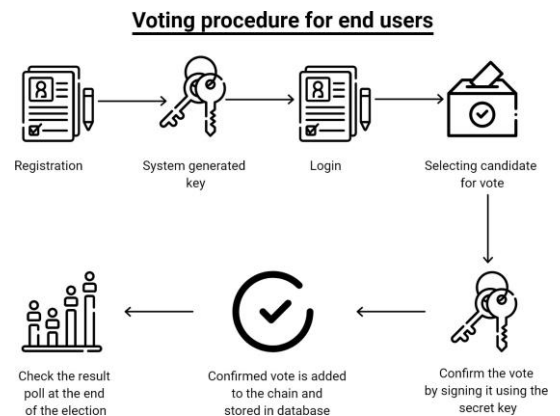 Voting procedure for end users
Registration
System generated
key
Login
Selecting candidate
for vote
Check the result
poll at the end
of the election
Confirmed vote is added
to the chain and
stored in database
Confirm the vote
by signing it using the
secret key